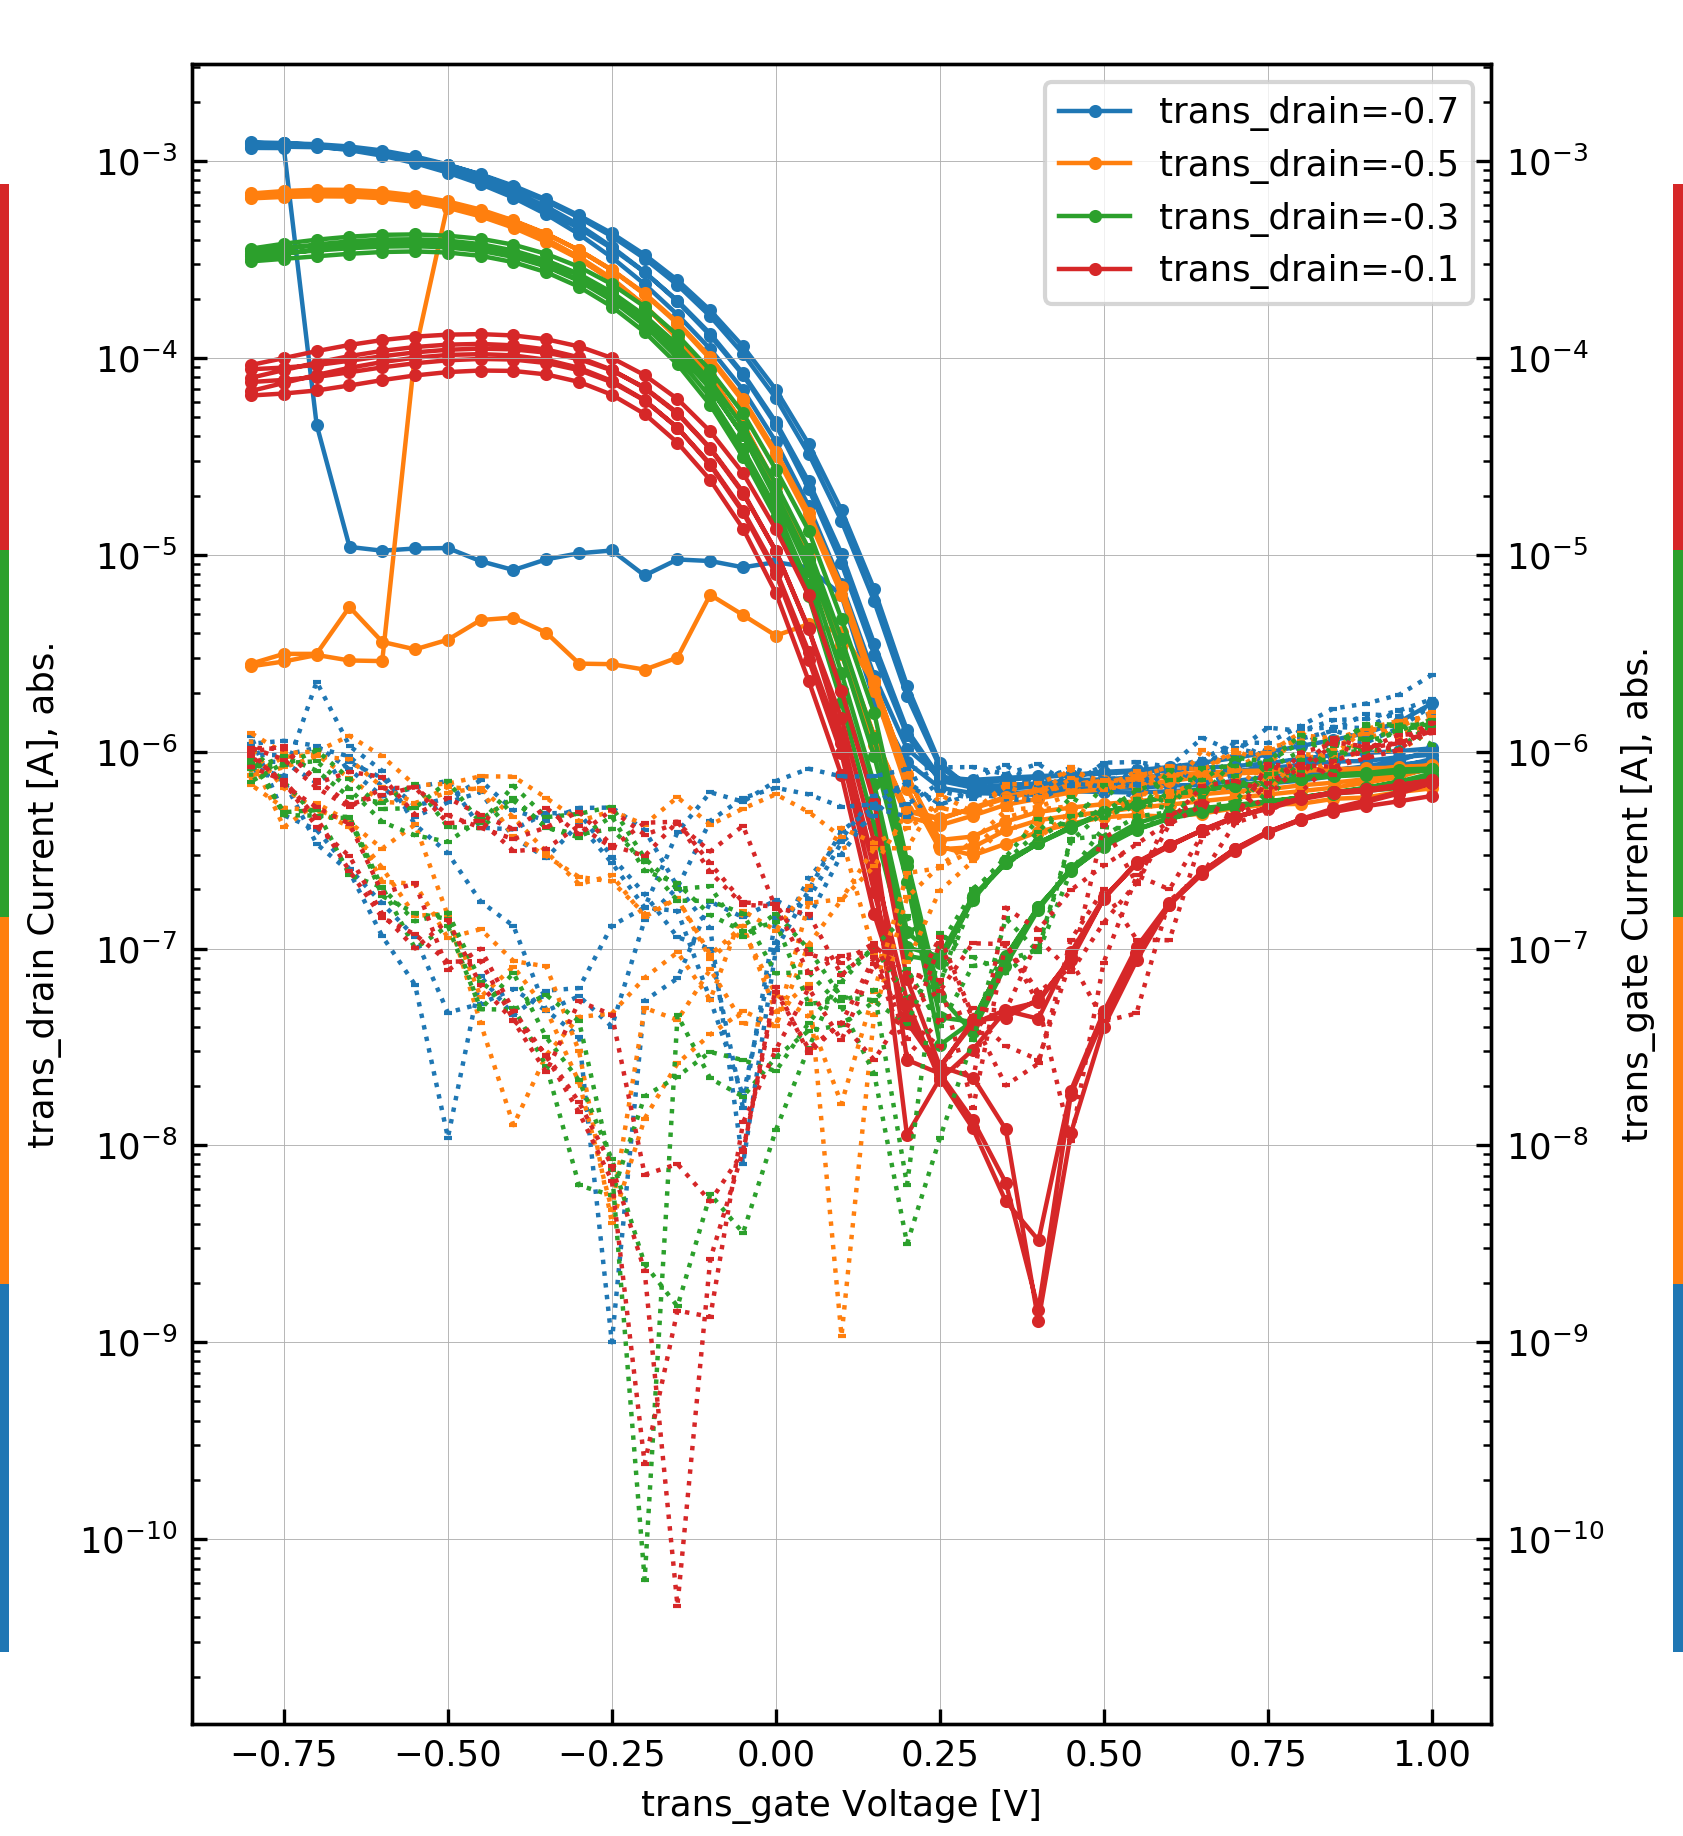 trans_drain=-0.7
trans_drain=-0.5
trans_drain=-0.3
trans_drain=-0.1
10⁻³
10⁻⁴
10⁻⁵
10⁻⁶
10⁻⁷
10⁻⁸
10⁻⁹
10⁻¹⁰
trans_drain Current [A], abs.
10⁻³
10⁻⁴
10⁻⁵
10⁻⁶
10⁻⁷
10⁻⁸
10⁻⁹
10⁻¹⁰
trans_gate Current [A], abs.
−0.75 −0.50 −0.25 0.00 0.25 0.50 0.75 1.00
trans_gate Voltage [V]